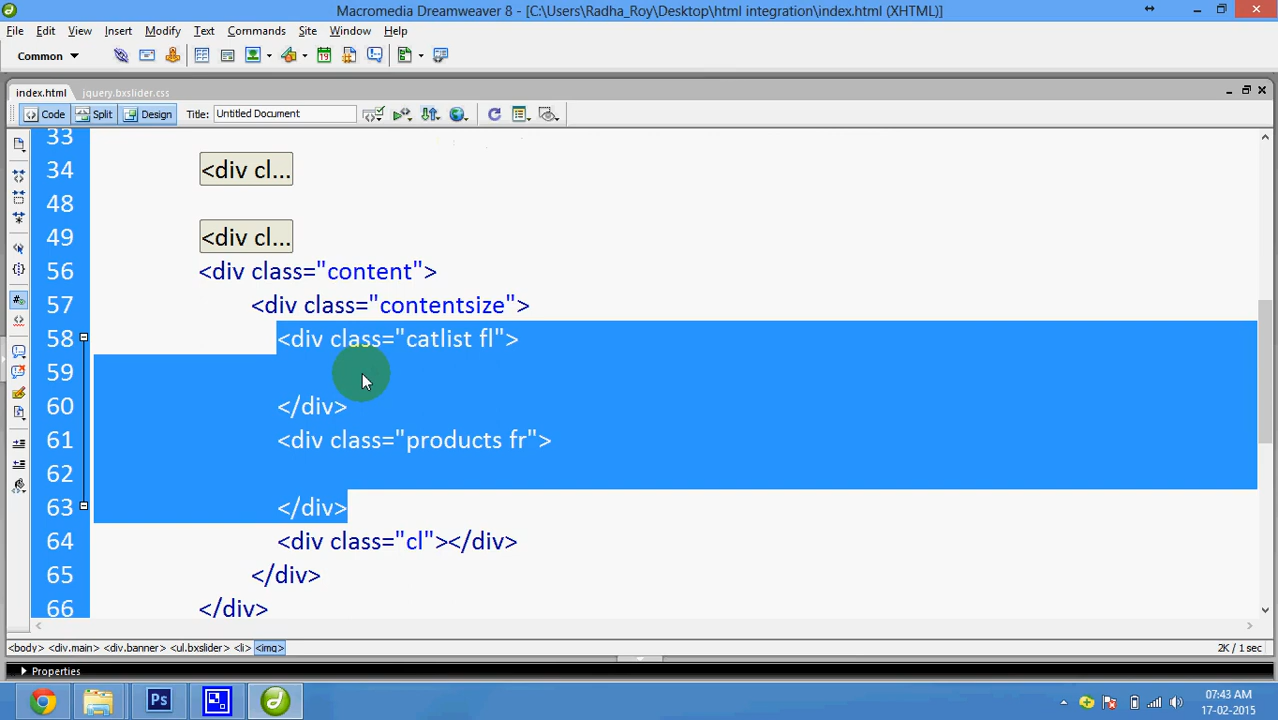 Macromedia Dreamweaver 8 - [C:\Users\Radha_Roy\Desktop\html integration\index.html (XHTML)]
File Edit View Insert Modify Text Commands Site Window Help
Common
19
index.html jquery.bxslider.css
Code Split Design Title: Untitled Document
33
34 <div cl...
48
49 <div cl...
56 <div class="content">
57 <div class="contentsize">
58 <div class="catlist fl">
59
60 </div>
61 <div class="products fr">
62
63 </div>
64 <div class="cl"></div>
65 </div>
66 </div>
<body> <div.main> <div.banner> <ul.bxslider> <li> <img> 2K / 1 sec
Properties
Ps
07:43 AM
17-02-2015